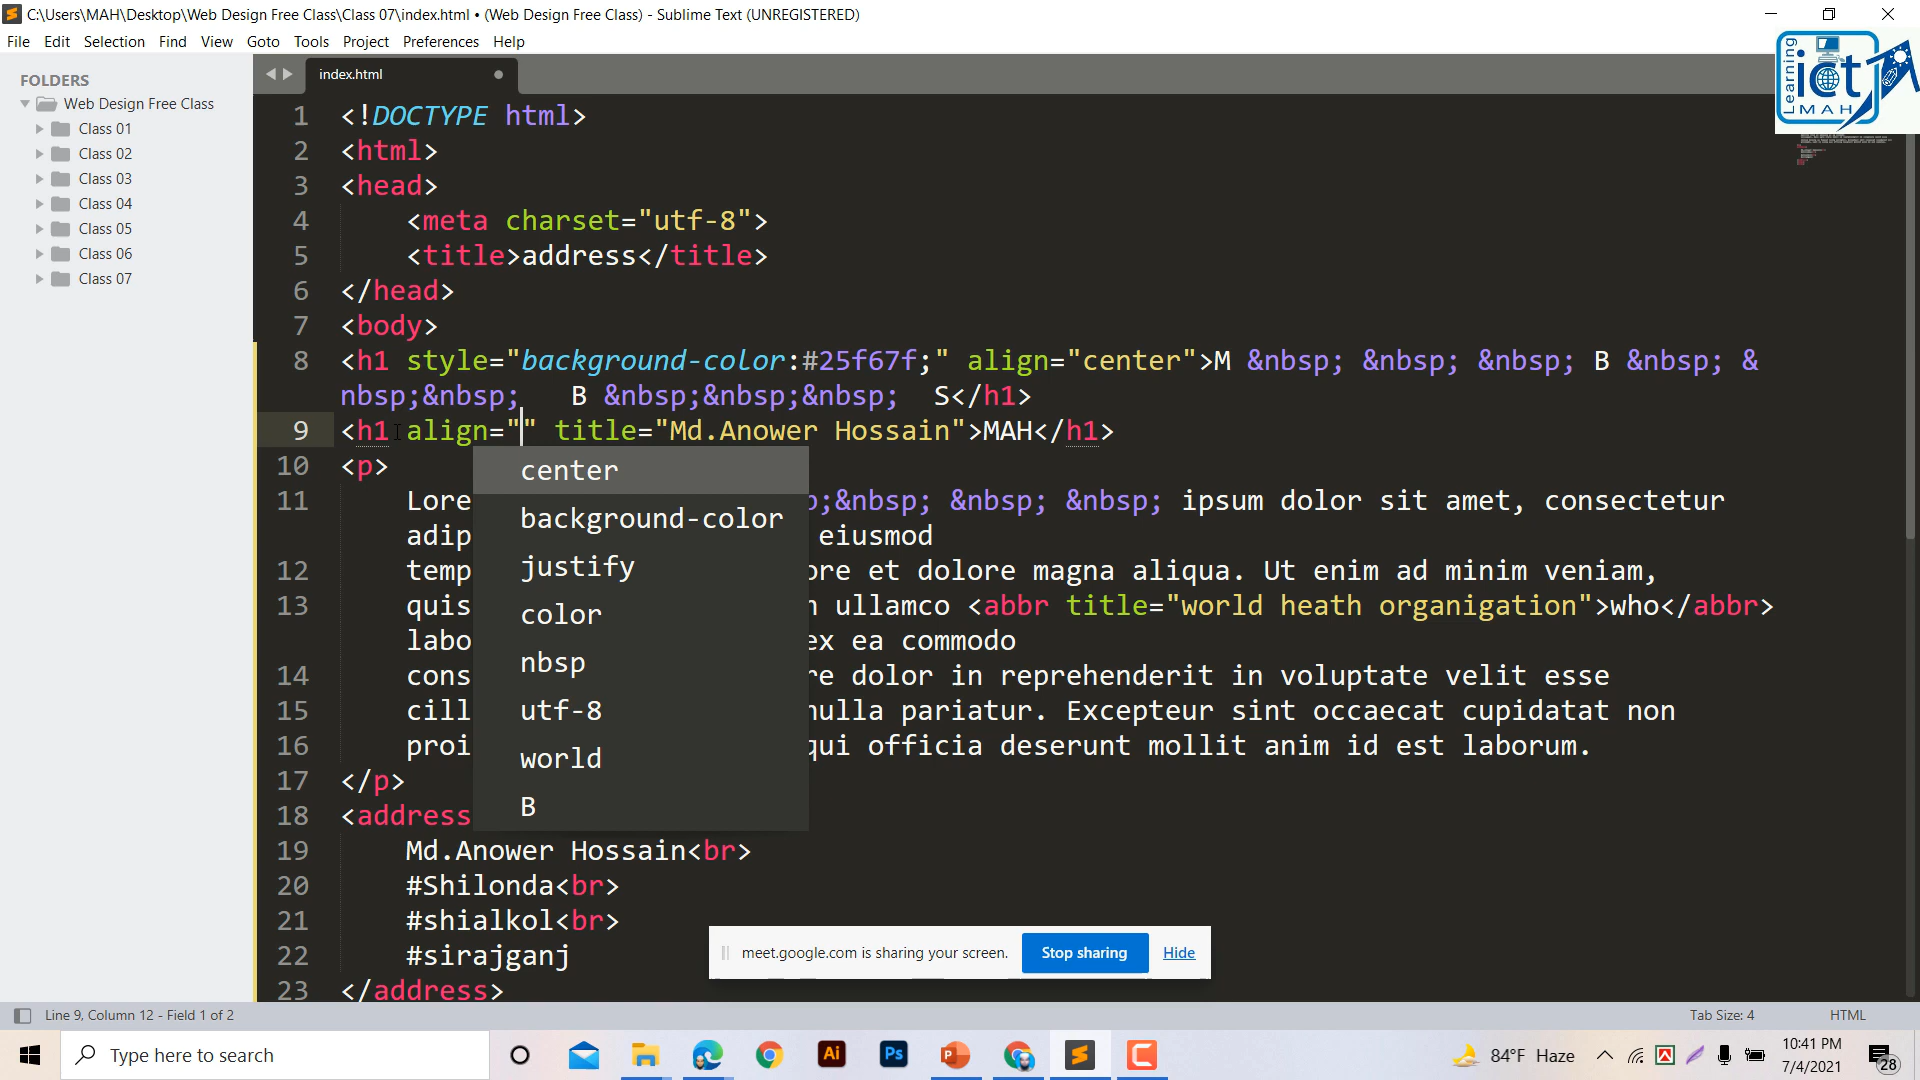 C:\Users\MAH\Desktop\Web Design Free Class\Class 07\index.html • (Web Design Free Class) - Sublime Text (UNREGISTERED)
File Edit Selection Find View Goto Tools Project Preferences Help
Learning ict MAH
FOLDERS
Web Design Free Class
Class 01
Class 02
Class 03
Class 04
Class 05
Class 06
Class 07
index.html
1 <!DOCTYPE html>
2 <html>
3 <head>
4 <meta charset="utf-8">
5 <title>address</title>
6 </head>
7 <body>
8 <h1 style="background-color:#25f67f;" align="center">M &nbsp; &nbsp; &nbsp; B &nbsp; &
nbsp;&nbsp; B &nbsp;&nbsp;&nbsp; S</h1>
9 <h1 align="" title="Md.Anower Hossain">MAH</h1>
10 <p>
center
background-color
justify
color
nbsp
utf-8
world
B
11 Lore p;&nbsp; &nbsp; &nbsp; ipsum dolor sit amet, consectetur
adip eiusmod
12 temp ore et dolore magna aliqua. Ut enim ad minim veniam,
13 quis n ullamco <abbr title="world heath organigation">who</abbr>
labo ex ea commodo
14 cons re dolor in reprehenderit in voluptate velit esse
15 cill nulla pariatur. Excepteur sint occaecat cupidatat non
16 proi qui officia deserunt mollit anim id est laborum.
17 </p>
18 <address
19 Md.Anower Hossain<br>
20 #Shilonda<br>
21 #shialkol<br>
22 #sirajganj
23 </address>
meet.google.com is sharing your screen. Stop sharing Hide
Line 9, Column 12 - Field 1 of 2 Tab Size: 4 HTML
Type here to search
Ai Ps P S C
84°F Haze
10:41 PM
7/4/2021
28